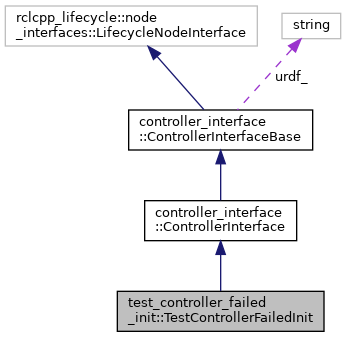 rclcpp_lifecycle::node
_interfaces::LifecycleNodeInterface
string
urdf_
controller_interface
::ControllerInterfaceBase
controller_interface
::ControllerInterface
test_controller_failed
_init::TestControllerFailedInit